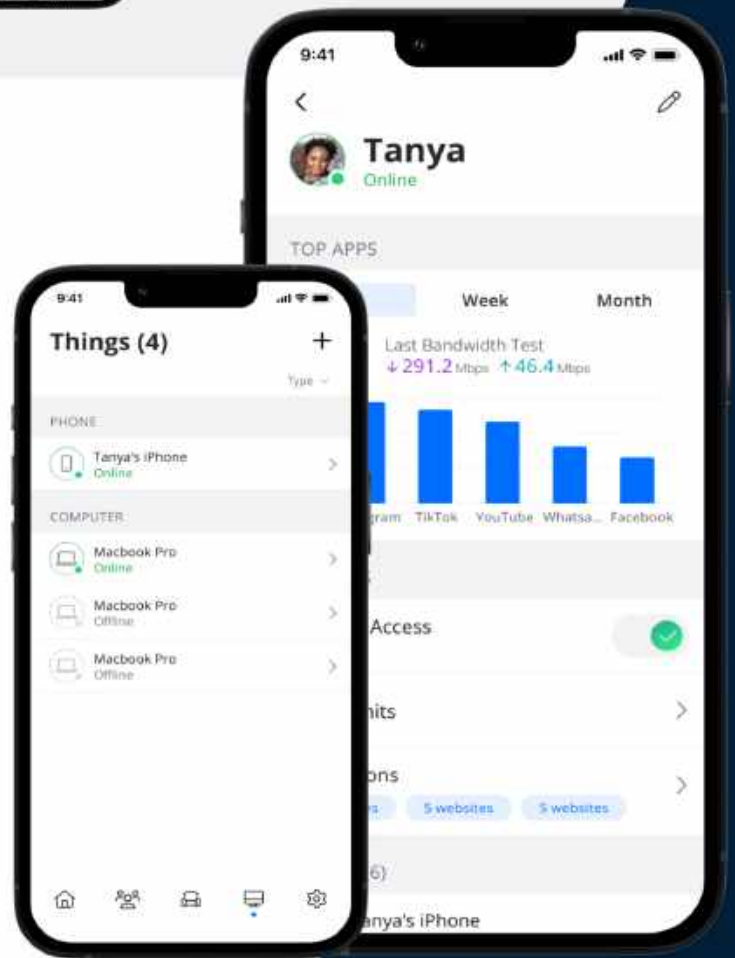 9:41
Tanya
Online
TOP APPS
Week Month
Last Bandwidth Test
↓291.2 Mbps ↑46.4 Mbps
gram TikTok YouTube Whatsa... Facebook
Access
nits
ons
5 websites 5 websites
6)
anya's iPhone
9:41
Things (4)
+
Type
PHONE
Tanya's iPhone
Online
COMPUTER
Macbook Pro
Online
Macbook Pro
Offline
Macbook Pro
Offline